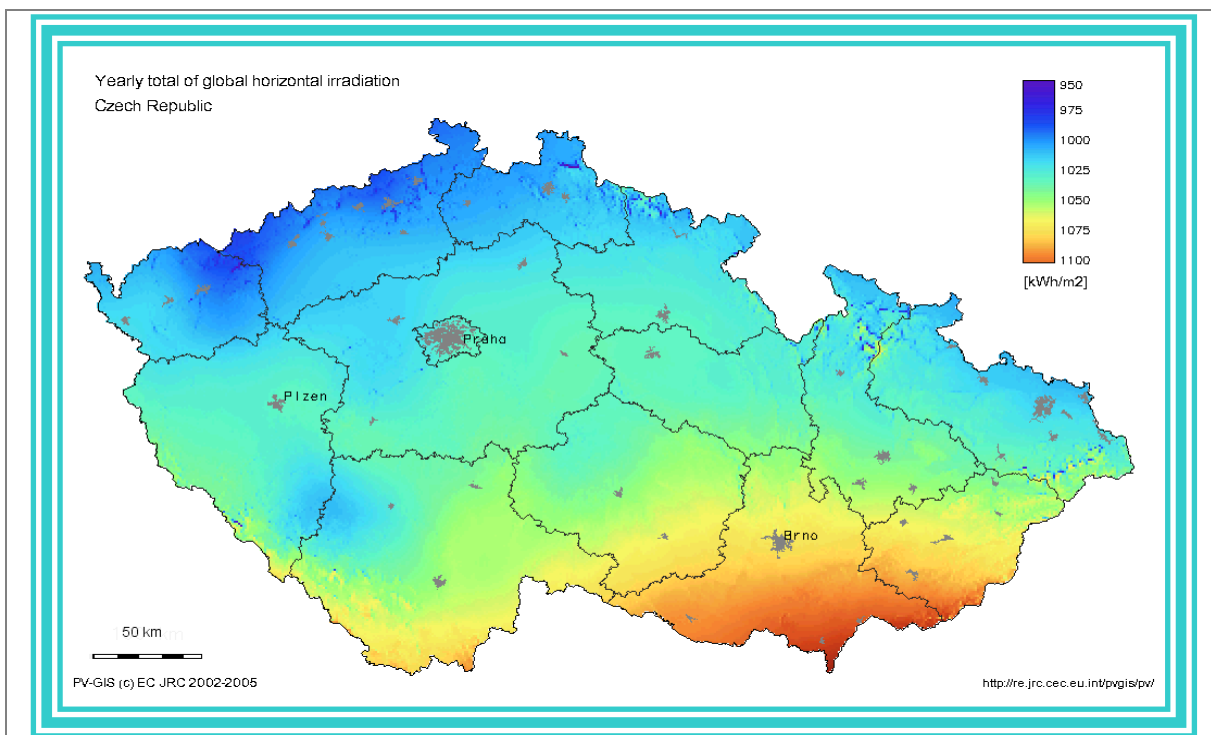 Yearly total of global horizontal irradiation
Czech Republic
950
975
1000
1025
1050
1075
1100
[kWh/m2]
Praha
Plzen
Brno
50 km
PV-GIS (c) EC JRC 2002-2005
http://re.jrc.cec.eu.int/pvgis/pv/